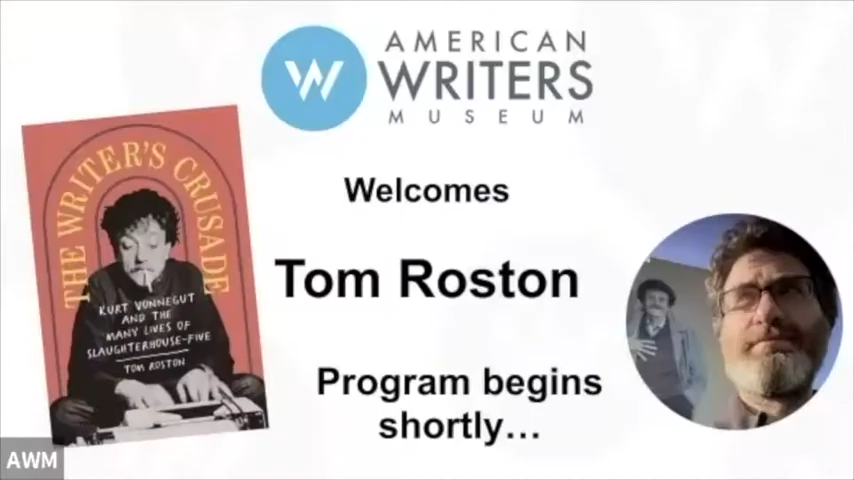 AMERICAN
WRITERS
MUSEUM
W
THE WRITER'S CRUSADE
KURT VONNEGUT
AND THE
MANY LIVES OF
SLAUGHTERHOUSE-FIVE
TOM ROSTON
Welcomes
Tom Roston
Program begins
shortly...
AWM